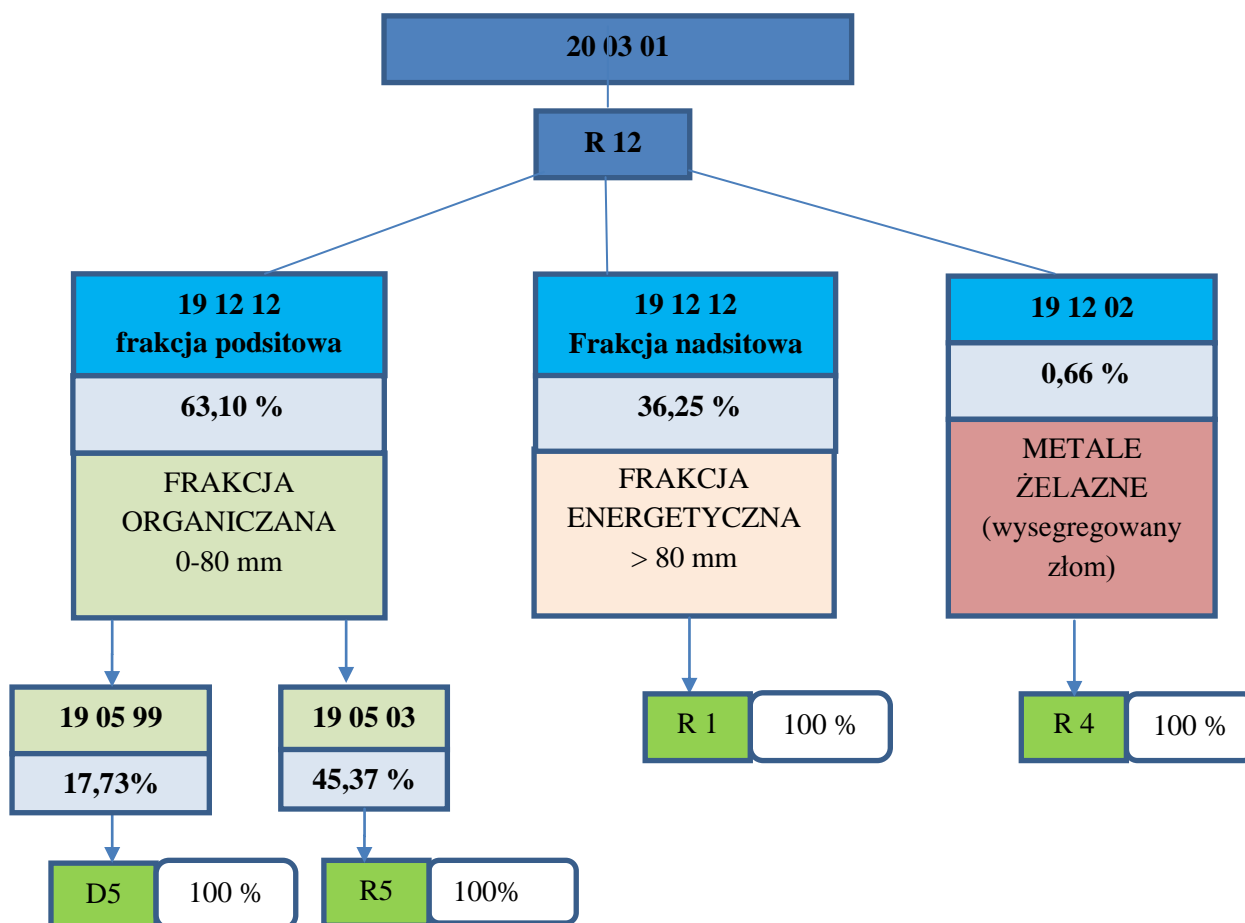 20 03 01
R 12
19 12 12
frakcja podsitowa
63,10 %
FRAKCJA
ORGANICZANA
0-80 mm
19 12 12
Frakcja nadsitowa
36,25 %
FRAKCJA
ENERGETYCZNA
> 80 mm
19 12 02
0,66 %
METALE
ŻELAZNE
(wysegregowany
złom)
19 05 99
17,73%
19 05 03
45,37 %
R 1
100 %
R 4
100 %
D5
100 %
R5
100%